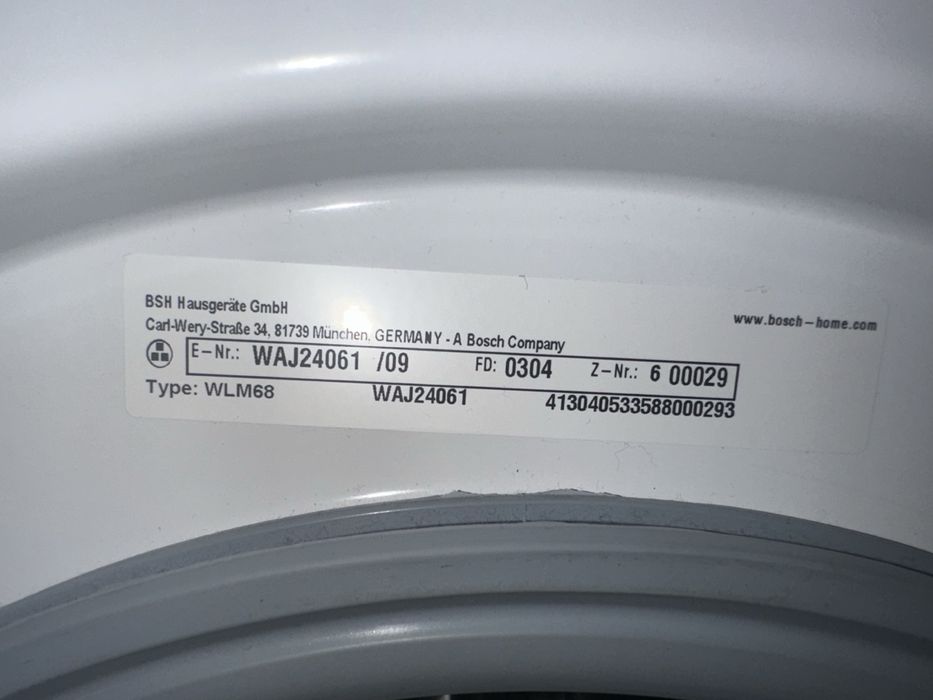 BSH Hausgeräte GmbH
www.bosch-home.com
Carl-Wery-Straße 34, 81739 München, GERMANY - A Bosch Company
E-Nr.: WAJ24061 /09 FD: 0304 Z-Nr.: 6 00029
Type: WLM68 WAJ24061 413040533588000293